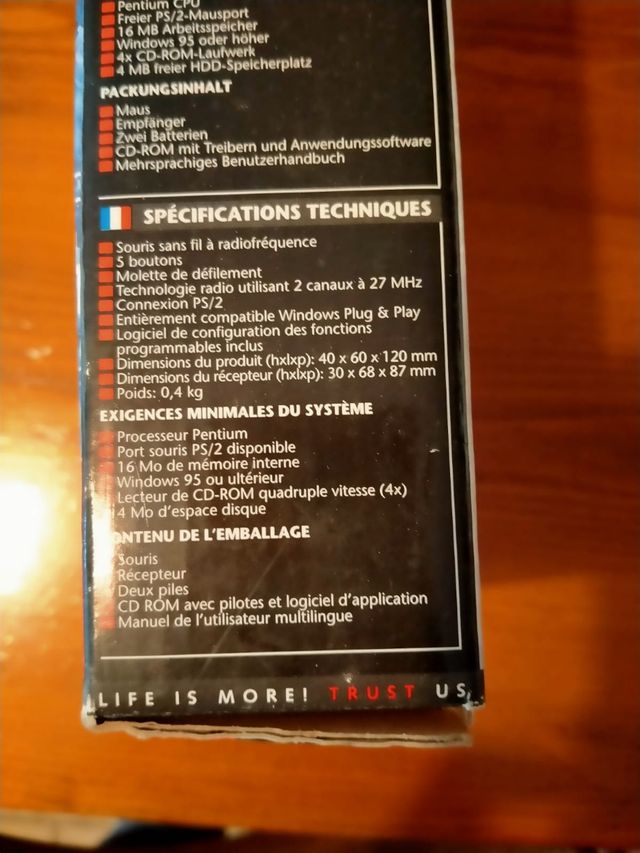 Pentium CPU
Freier PS/2-Mausport
16 MB Arbeitsspeicher
Windows 95 oder höher
4x CD-ROM-Laufwerk
4 MB freier HDD-Speicherplatz
PACKUNGSINHALT
Maus
Empfänger
Zwei Batterien
CD-ROM mit Treibern und Anwendungssoftware
Mehrsprachiges Benutzerhandbuch
SPÉCIFICATIONS TECHNIQUES
Souris sans fil à radiofréquence
5 boutons
Molette de défilement
Technologie radio utilisant 2 canaux à 27 MHz
Connexion PS/2
Entièrement compatible Windows Plug & Play
Logiciel de configuration des fonctions
programmables inclus
Dimensions du produit (hxlxp): 40 x 60 x 120 mm
Dimensions du récepteur (hxlxp): 30 x 68 x 87 mm
Poids: 0,4 kg
EXIGENCES MINIMALES DU SYSTÈME
Processeur Pentium
Port souris PS/2 disponible
16 Mo de mémoire interne
Windows 95 ou ultérieur
Lecteur de CD-ROM quadruple vitesse (4x)
4 Mo d'espace disque
CONTENU DE L'EMBALLAGE
Souris
Récepteur
Deux piles
CD ROM avec pilotes et logiciel d'application
Manuel de l'utilisateur multilingue
LIFE IS MORE! TRUST US